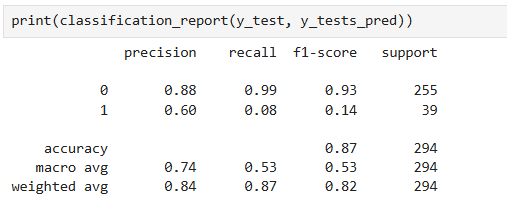 print(classification_report(y_test, y_tests_pred))
precision recall f1-score support
0 0.88 0.99 0.93 255
1 0.60 0.08 0.14 39
accuracy 0.87 294
macro avg 0.74 0.53 0.53 294
weighted avg 0.84 0.87 0.82 294